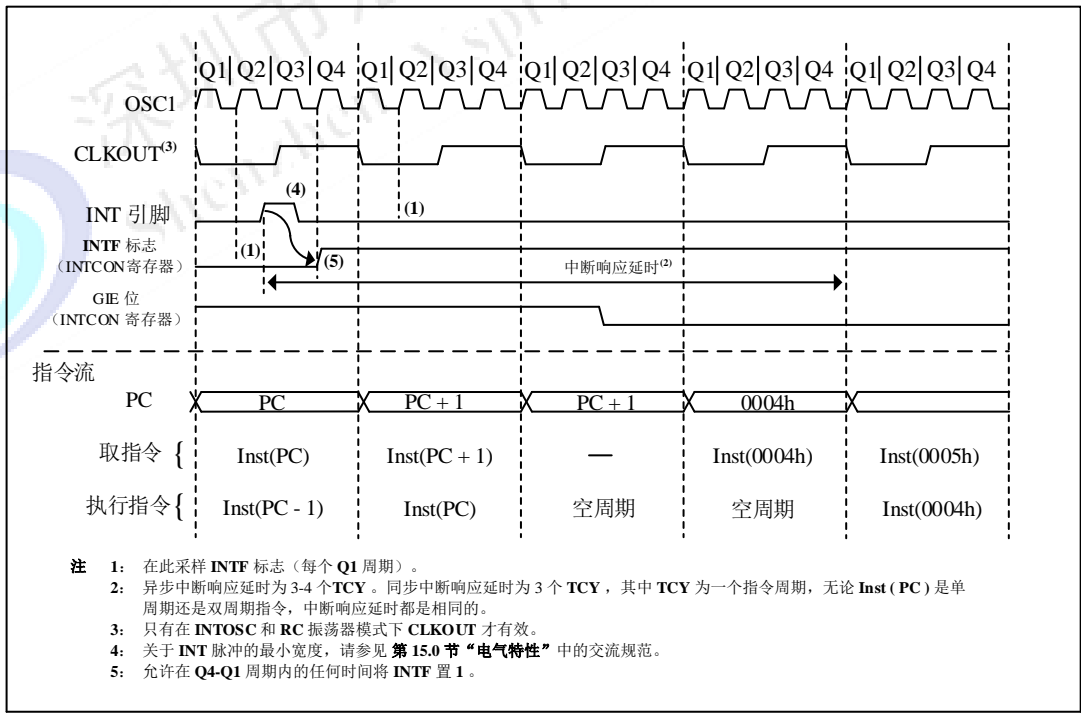 Q1 Q2 Q3 Q4 Q1 Q2 Q3 Q4 Q1 Q2 Q3 Q4 Q1 Q2 Q3 Q4 Q1 Q2 Q3 Q4
OSC1
CLKOUT(3)
(4)
INT 引脚
(1)
INTF 标志
(INTCON寄存器)
(1)
(5)
中断响应延时(2)
GIE 位
(INTCON 寄存器)
指令流
PC PC PC + 1 PC + 1 0004h
取指令 { Inst(PC) Inst(PC + 1) — Inst(0004h) Inst(0005h)
执行指令 { Inst(PC - 1) Inst(PC) 空周期 空周期 Inst(0004h)
注 1: 在此采样 INTF 标志(每个 Q1 周期)。
2: 异步中断响应延时为 3-4 个TCY 。同步中断响应延时为 3 个 TCY ,其中 TCY 为一个指令周期,无论 Inst ( PC ) 是单
周期还是双周期指令,中断响应延时都是相同的。
3: 只有在 INTOSC 和 RC 振荡器模式下 CLKOUT 才有效。
4: 关于 INT 脉冲的最小宽度,请参见 第 15.0 节“电气特性”中的交流规范。
5: 允许在 Q4-Q1 周期内的任何时间将 INTF 置 1 。
深圳市
Shenzhen